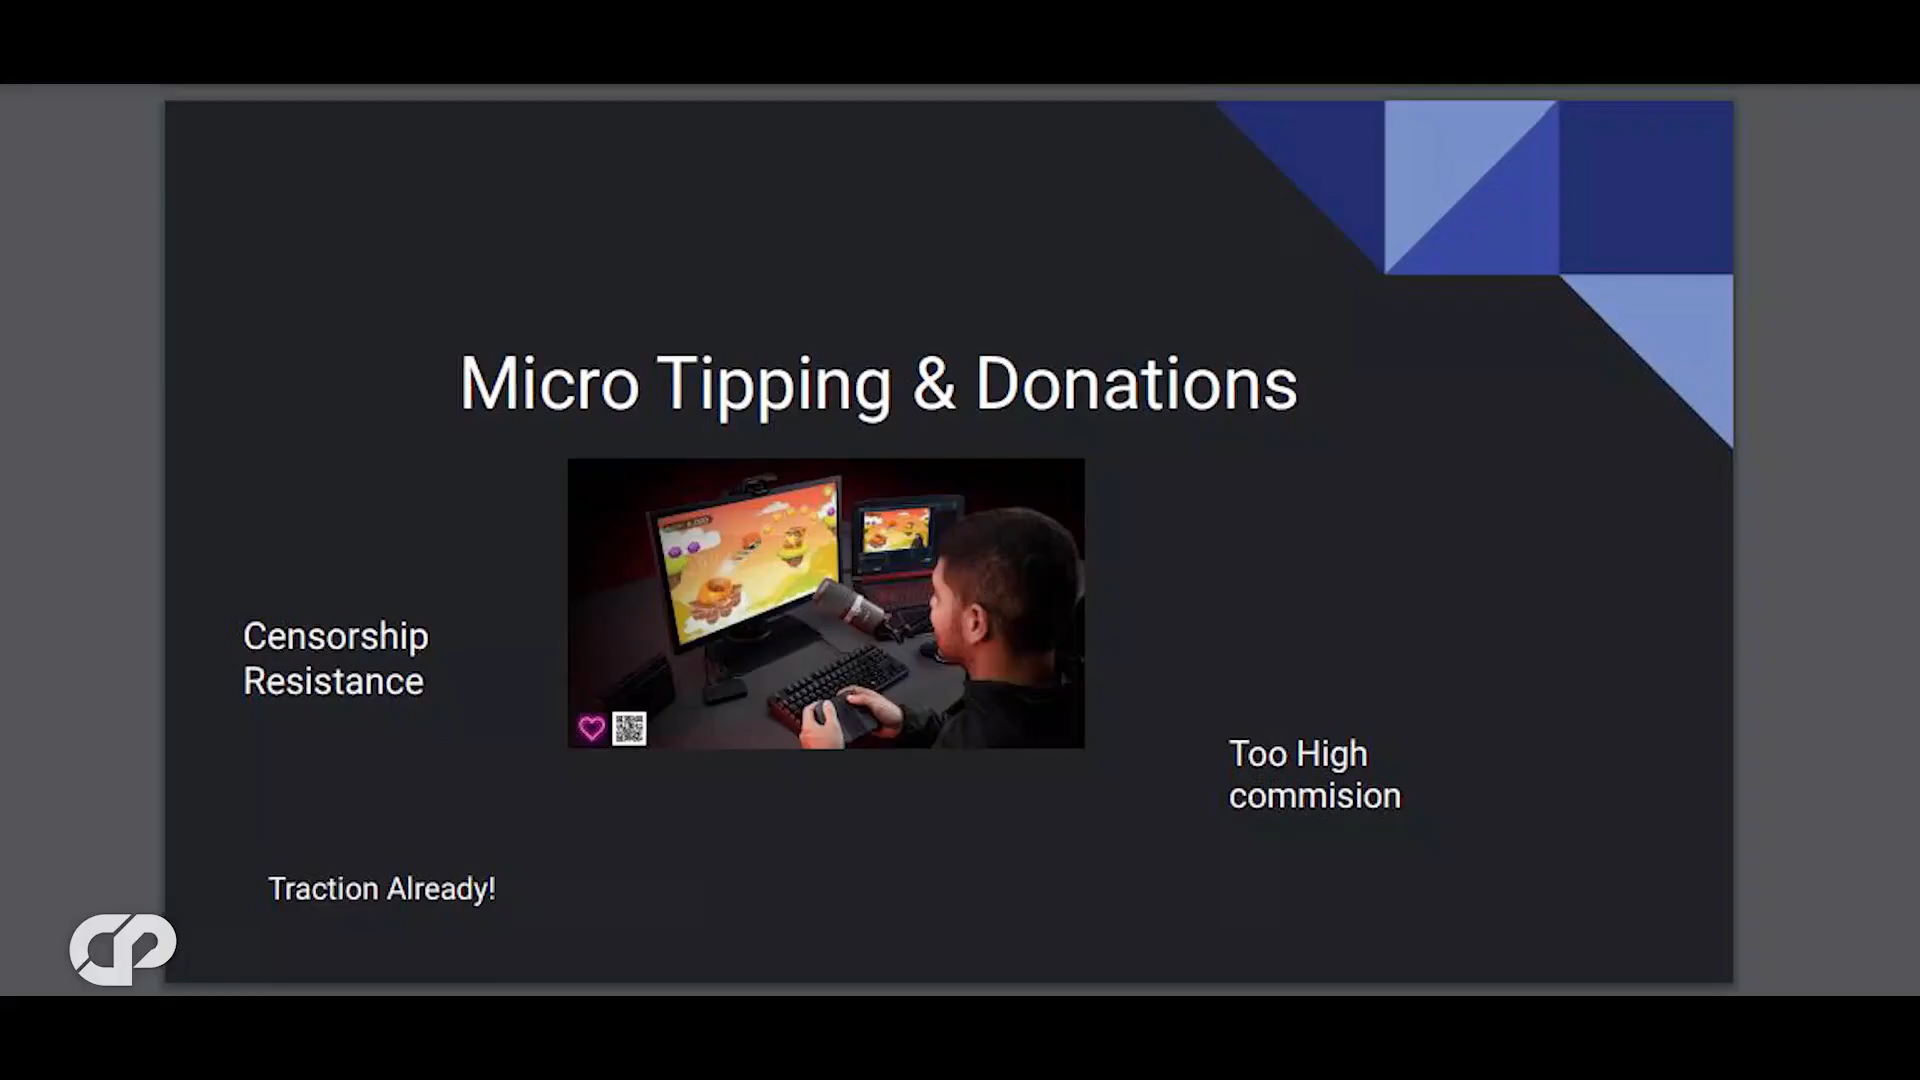 Micro Tipping & Donations
Censorship
Resistance
Too High
commision
Traction Already!